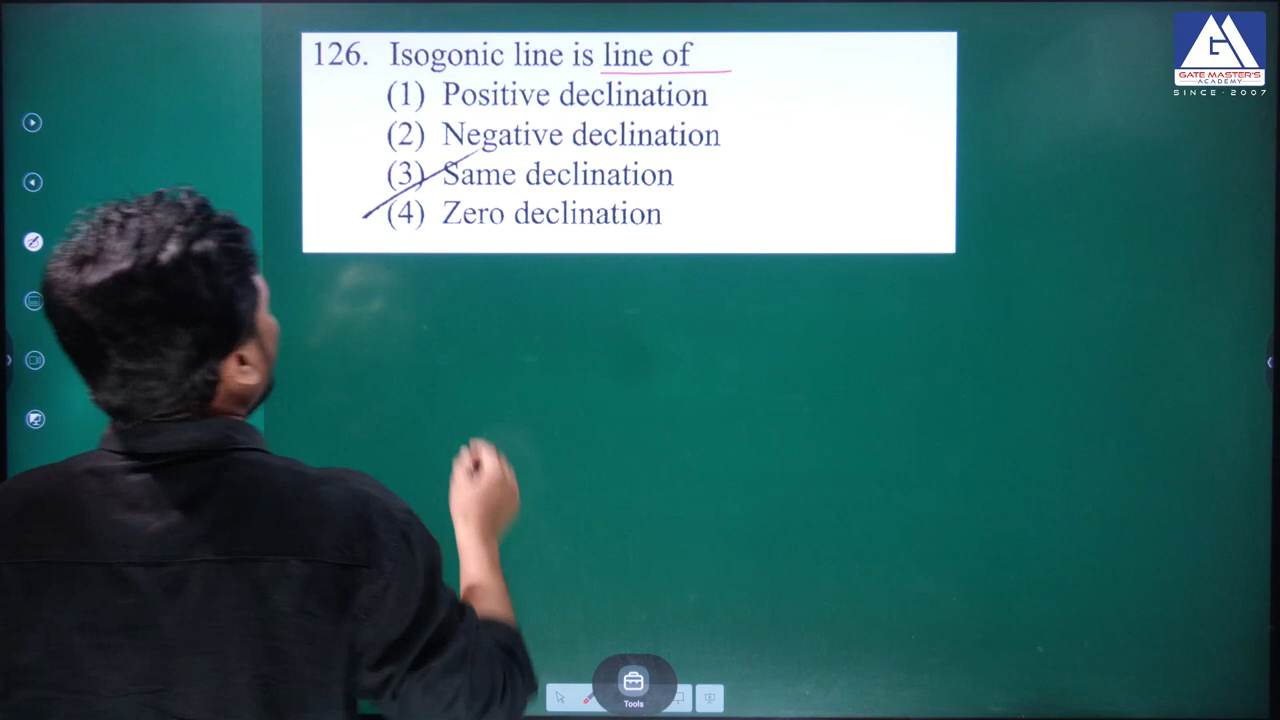 126. Isogonic line is line of
(1) Positive declination
(2) Negative declination
(3) Same declination
(4) Zero declination
G
GATE MASTER'S
ACADEMY
SINCE - 2007
Tools